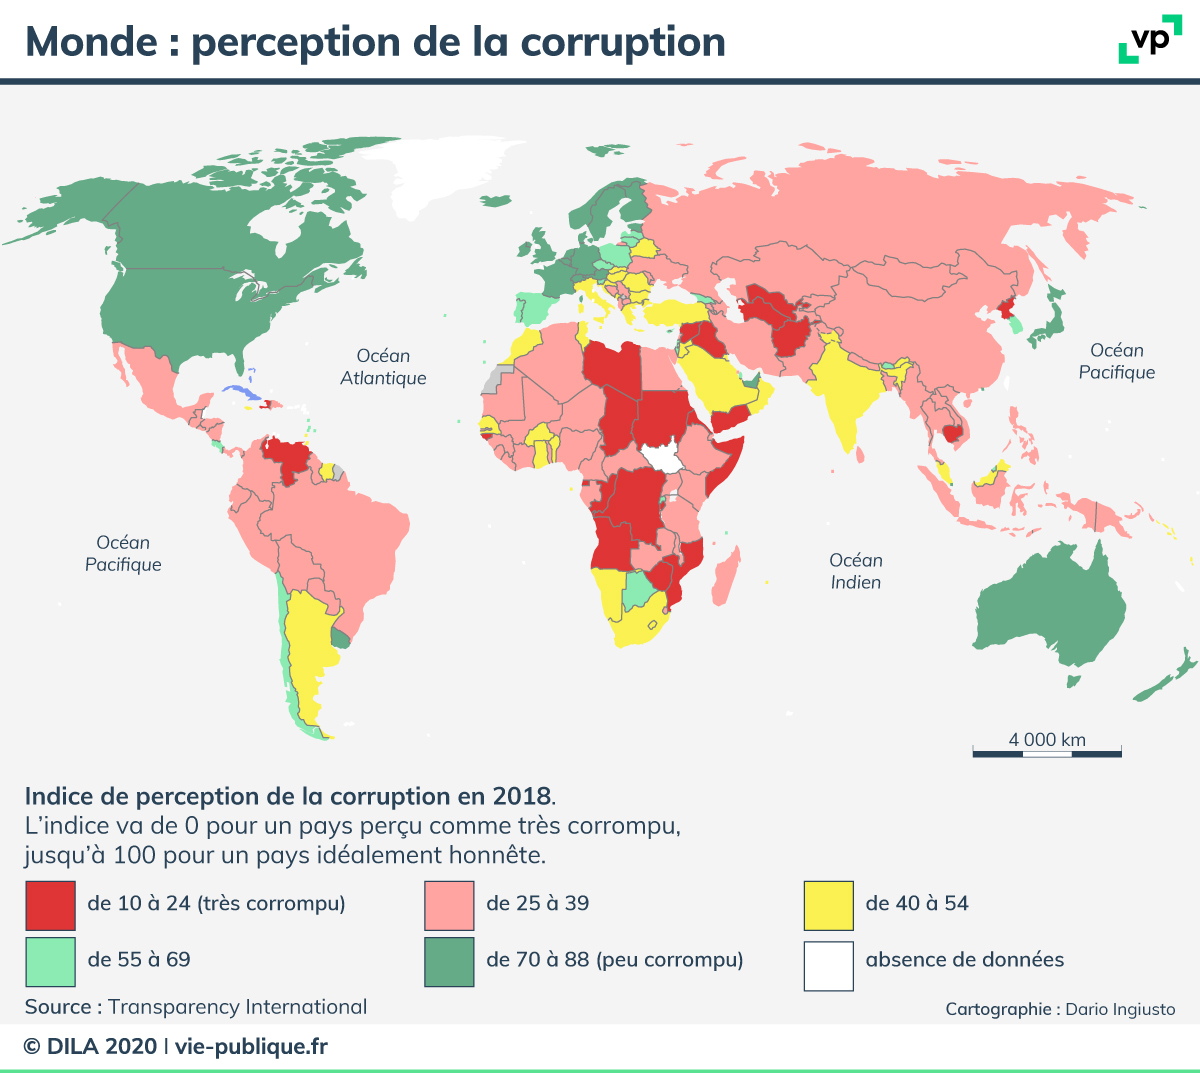 Monde : perception de la corruption
vp
Océan
Atlantique
Océan
Pacifique
Océan
Pacifique
Océan
Indien
4 000 km
Indice de perception de la corruption en 2018.
L’indice va de 0 pour un pays perçu comme très corrompu,
jusqu’à 100 pour un pays idéalement honnête.
de 10 à 24 (très corrompu)
de 25 à 39
de 40 à 54
de 55 à 69
de 70 à 88 (peu corrompu)
absence de données
Source : Transparency International
Cartographie : Dario Ingiusto
© DILA 2020 | vie-publique.fr